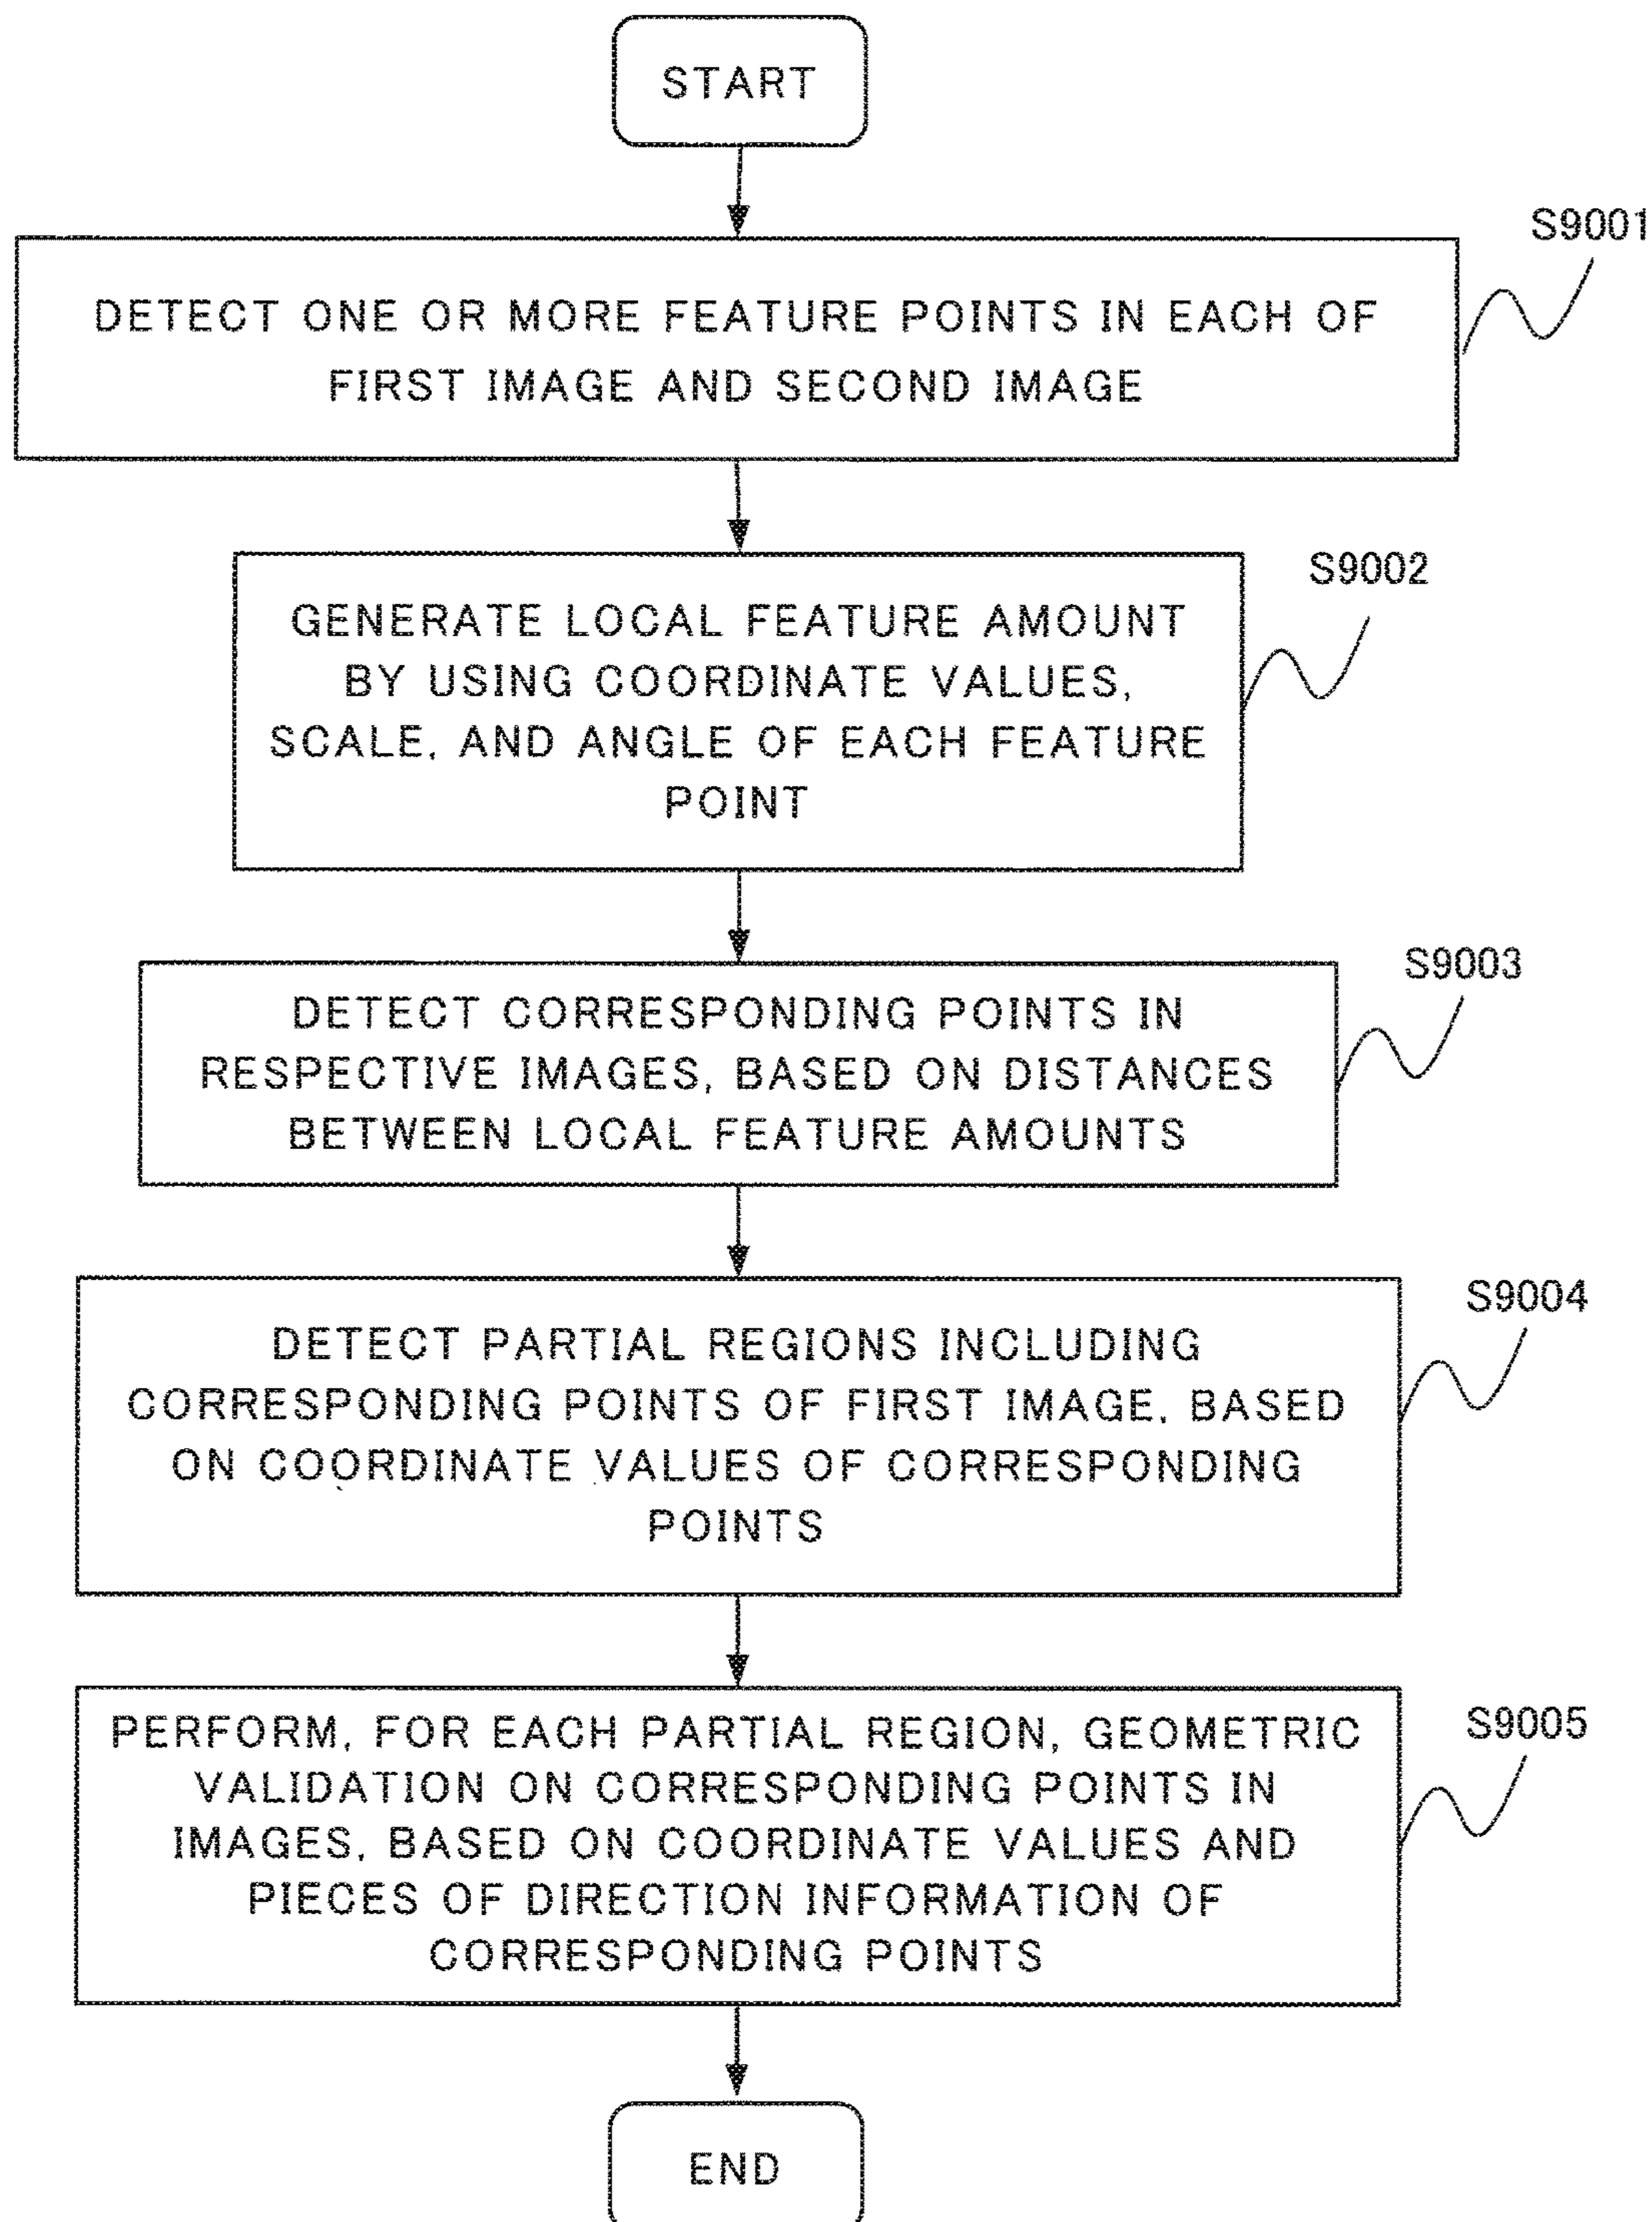 START
S9001
DETECT ONE OR MORE FEATURE POINTS IN EACH OF
FIRST IMAGE AND SECOND IMAGE
S9002
GENERATE LOCAL FEATURE AMOUNT
BY USING COORDINATE VALUES,
SCALE, AND ANGLE OF EACH FEATURE
POINT
S9003
DETECT CORRESPONDING POINTS IN
RESPECTIVE IMAGES, BASED ON DISTANCES
BETWEEN LOCAL FEATURE AMOUNTS
S9004
DETECT PARTIAL REGIONS INCLUDING
CORRESPONDING POINTS OF FIRST IMAGE, BASED
ON COORDINATE VALUES OF CORRESPONDING
POINTS
S9005
PERFORM, FOR EACH PARTIAL REGION, GEOMETRIC
VALIDATION ON CORRESPONDING POINTS IN
IMAGES, BASED ON COORDINATE VALUES AND
PIECES OF DIRECTION INFORMATION OF
CORRESPONDING POINTS
END